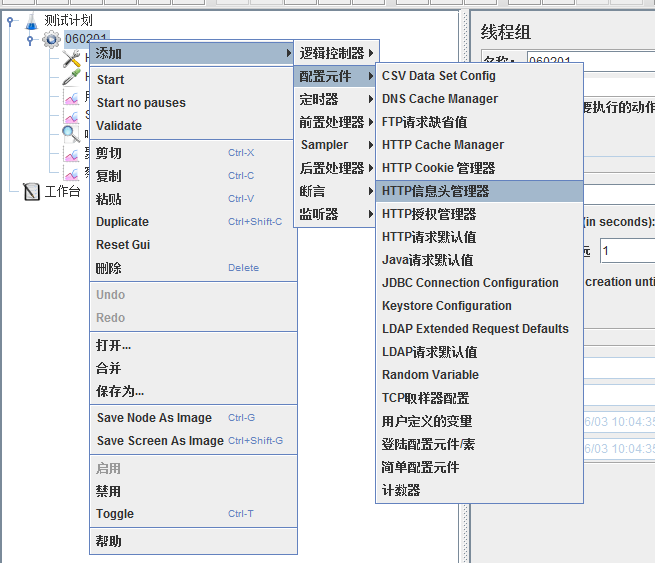 测试计划
060201
线程组
名称： 060201
添加
Start
Start no pauses
Validate
剪切 Ctrl-X
复制 Ctrl-C
粘贴 Ctrl-V
Duplicate Ctrl+Shift-C
Reset Gui
删除 Delete
Undo
Redo
打开...
合并
保存为...
Save Node As Image Ctrl-G
Save Screen As Image Ctrl+Shift-G
启用
禁用
Toggle Ctrl-T
帮助
工作台
逻辑控制器
配置元件
定时器
前置处理器
Sampler
后置处理器
断言
监听器
CSV Data Set Config
DNS Cache Manager
FTP请求缺省值
HTTP Cache Manager
HTTP Cookie 管理器
HTTP信息头管理器
HTTP授权管理器
HTTP请求默认值
Java请求默认值
JDBC Connection Configuration
Keystore Configuration
LDAP Extended Request Defaults
LDAP请求默认值
Random Variable
TCP取样器配置
用户定义的变量
登陆配置元件/素
简单配置元件
计数器
要执行的动作
(in seconds):
远 1
creation unti
6/03 10:04:35
6/03 10:04:35